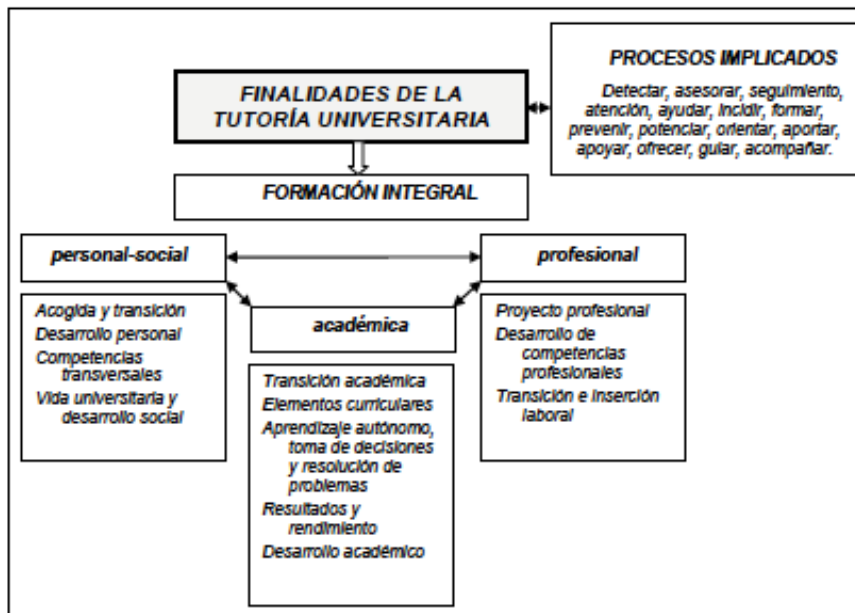 PROCESOS IMPLICADOS
Detectar, asesorar, seguimiento,
atención, ayudar, incidir, formar,
prevenir, potenciar, orientar, aportar,
apoyar, ofrecer, guiar, acompañar.
FINALIDADES DE LA
TUTORÍA UNIVERSITARIA
FORMACIÓN INTEGRAL
personal-social
profesional
académica
Acogida y transición
Desarrollo personal
Competencias
transversales
Vida universitaria y
desarrollo social
Transición académica
Elementos curriculares
Aprendizaje autónomo,
toma de decisiones
y resolución de
problemas
Resultados y
rendimiento
Desarrollo académico
Proyecto profesional
Desarrollo de
competencias
profesionales
Transición e inserción
laboral